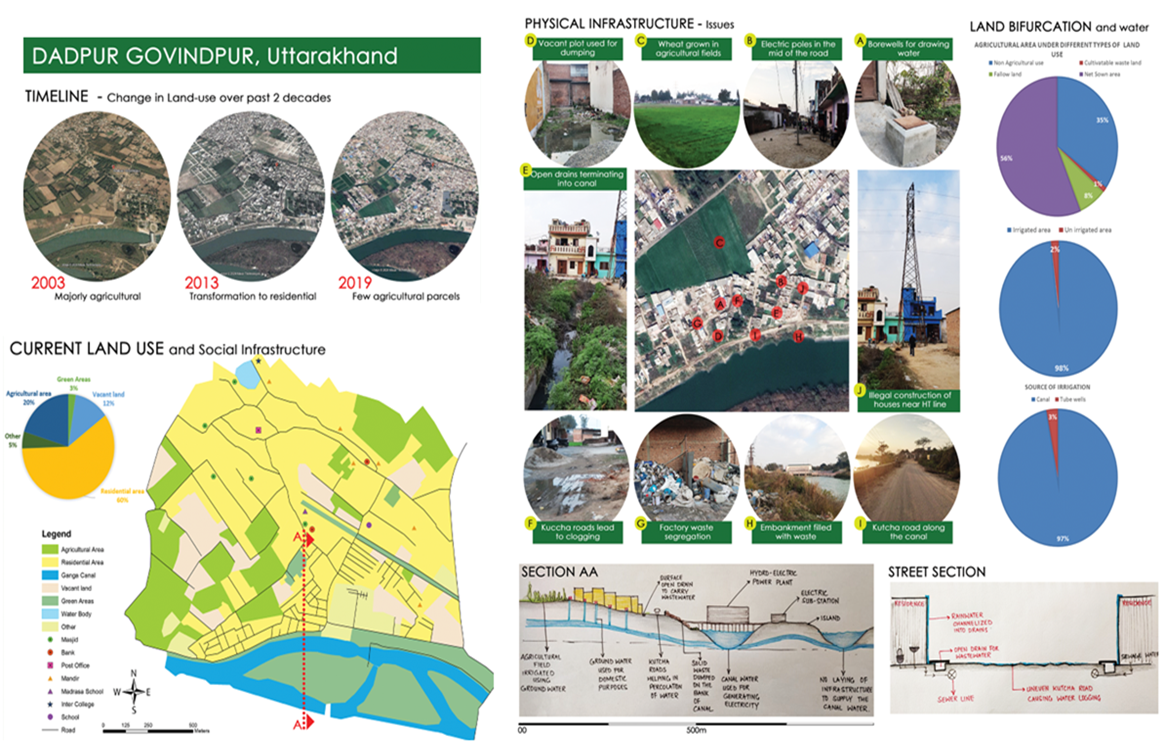 DADPUR GOVINDPUR, Uttarakhand
TIMELINE - Change in Land-use over past 2 decades
2003
Majorly agricultural
2013
Transformation to residential
2019
Few agricultural parcels
CURRENT LAND USE and Social Infrastructure
Green Areas
3%
Agricultural area
20%
Vacant land
12%
Other
5%
Residential area
60%
Legend
Agricultural Area
Residential Area
Ganga Canal
Vacant land
Green Areas
Water Body
Other
Masjid
Bank
Post Office
Mandir
Madrasa School
Inter College
School
Road
N
W
E
S
0 125 250 500
Meters
A
A
PHYSICAL INFRASTRUCTURE - Issues
D
Vacant plot used for
dumping
C
Wheat grown in
agricultural fields
B
Electric poles in the
mid of the road
A
Borewells for drawing
water
E
Open drains terminating
into canal
C
B
J
A
F
E
G
D
I
H
J
Illegal construction of
houses near HT line
F
Kuccha roads lead
to clogging
G
Factory waste
segregation
H
Embankment filled
with waste
I
Kutcha road along
the canal
LAND BIFURCATION and water
AGRICULTURAL AREA UNDER DIFFERENT TYPES OF LAND
USE
Non Agricultural use
Cultivatable waste land
Fallow land
Net Sown area
35%
56%
1%
8%
Irrigated area
Un irrigated area
2%
98%
SOURCE OF IRRIGATION
Canal
Tube wells
3%
97%
SECTION AA
SURFACE
OPEN DRAIN
TO CARRY
WASTEWATER
HYDRO-ELECTRIC
POWER PLANT
ELECTRIC
SUB-STATION
ISLAND
AGRICULTURAL
FIELD
IRRIGATED
USING
GROUND WATER
GROUND WATER
USED FOR
DOMESTIC
PURPOSES
KUTCHA
ROADS
HELPING IN
PERCOLATION
OF WATER
SOLID
WASTE
DUMPED
ON THE
BANK
OF
CANAL
CANAL WATER
USED FOR
GENERATING
ELECTRICITY
NO LAYING OF
INFRASTRUCTURE
TO SUPPLY THE
CANAL WATER.
00
500m
STREET SECTION
RESIDENCE
RESIDENCE
RAINWATER
CHANNELIZED
INTO DRAINS
OPEN DRAIN FOR
WASTEWATER
SEWER LINE
UNEVEN KUTCHA ROAD
CAUSING WATER LOGGING